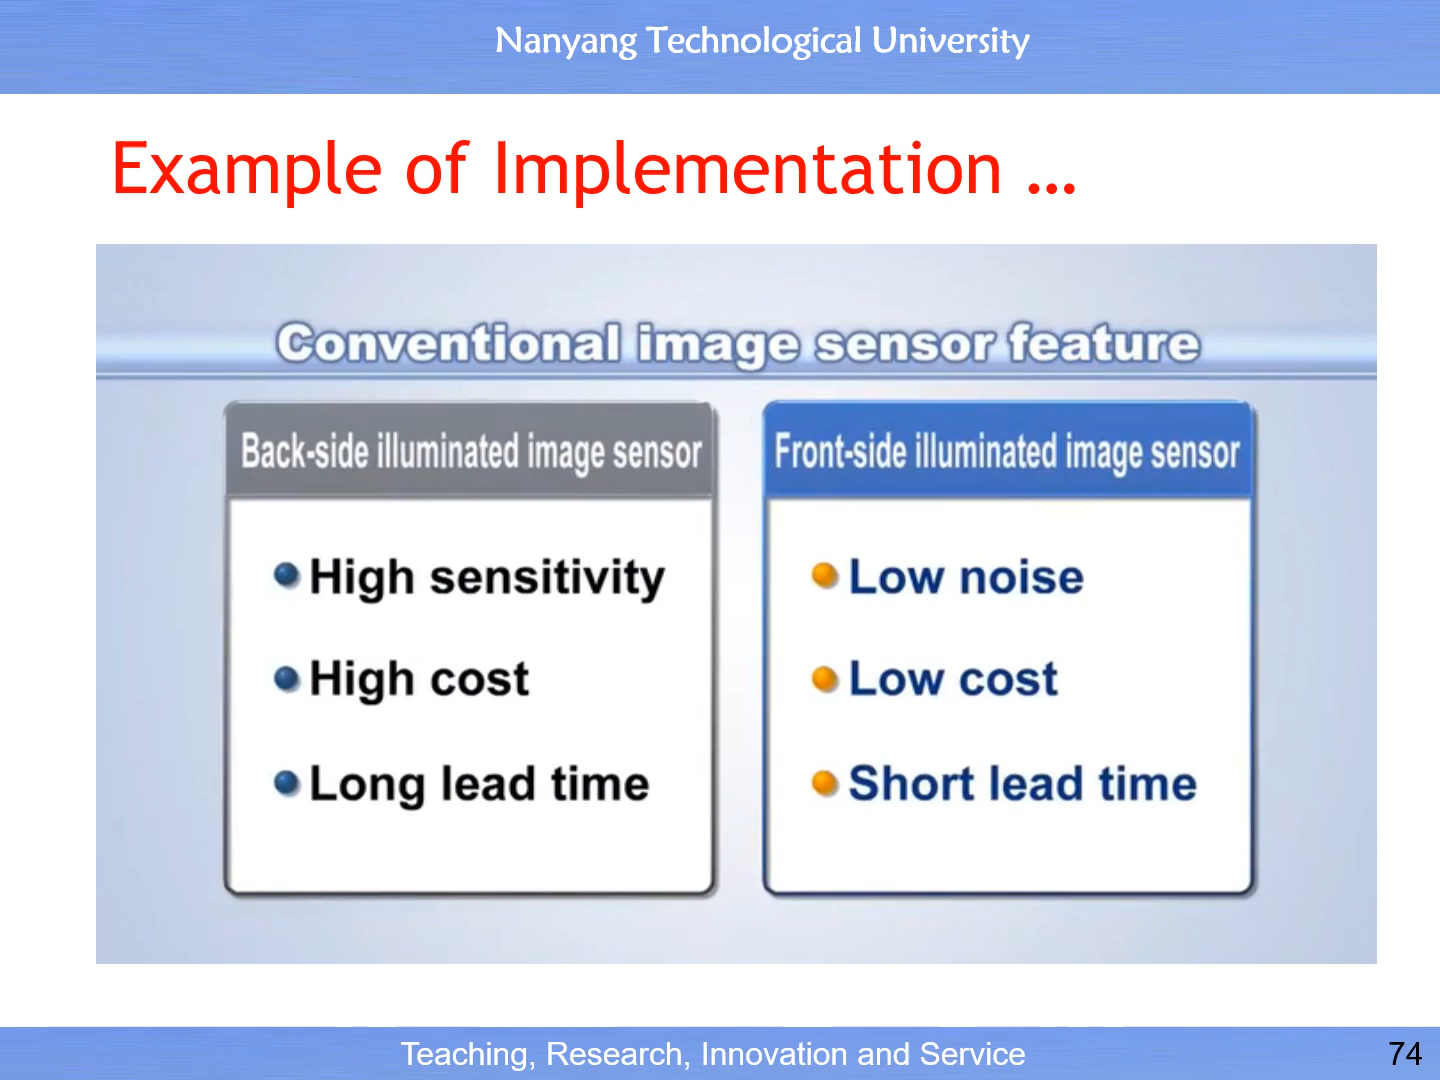 Nanyang Technological University
Example of Implementation ...
Conventional image sensor feature
Back-side illuminated image sensor
High sensitivity
High cost
Long lead time
Front-side illuminated image sensor
Low noise
Low cost
Short lead time
Teaching, Research, Innovation and Service
74